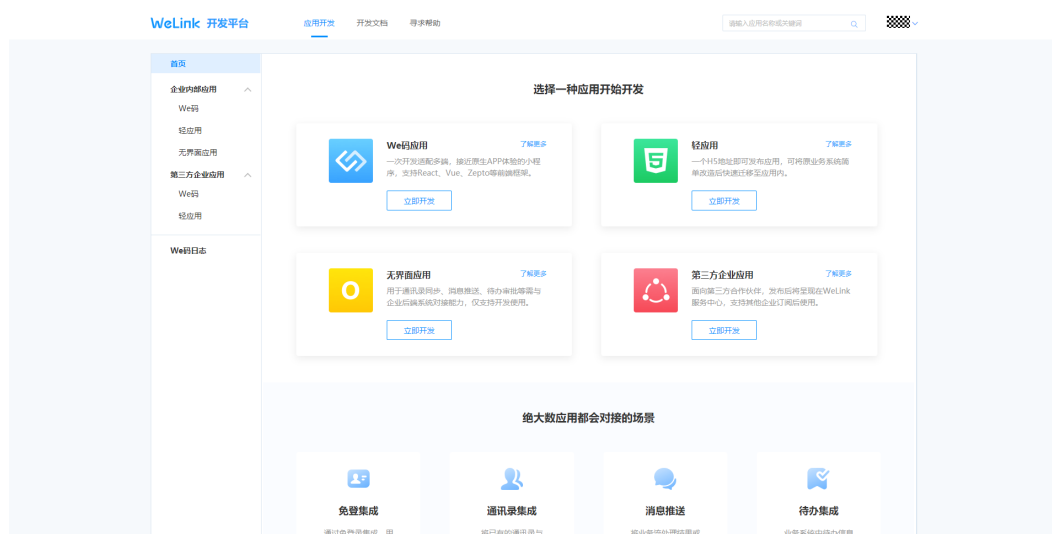 WeLink 开发平台
应用开发
开发文档
寻求帮助
请输入应用名称或关键词
首页
企业内部应用
We码
轻应用
无界面应用
第三方企业应用
We码
轻应用
We码日志
选择一种应用开始开发
We码应用
了解更多
一次开发适配多端，接近原生APP体验的小程
序，支持React、Vue、Zepto等前端框架。
立即开发
轻应用
了解更多
一个H5地址即可发布应用，可将原业务系统简
单改造后快速迁移至应用内。
立即开发
无界面应用
了解更多
用于通讯录同步、消息推送、待办审批等需与
企业后端系统对接能力，仅支持开发使用。
立即开发
第三方企业应用
了解更多
面向第三方合作伙伴，发布后将呈现在WeLink
服务中心，支持其他企业订阅后使用。
立即开发
绝大数应用都会对接的场景
免登集成
通讯录集成
消息推送
待办集成